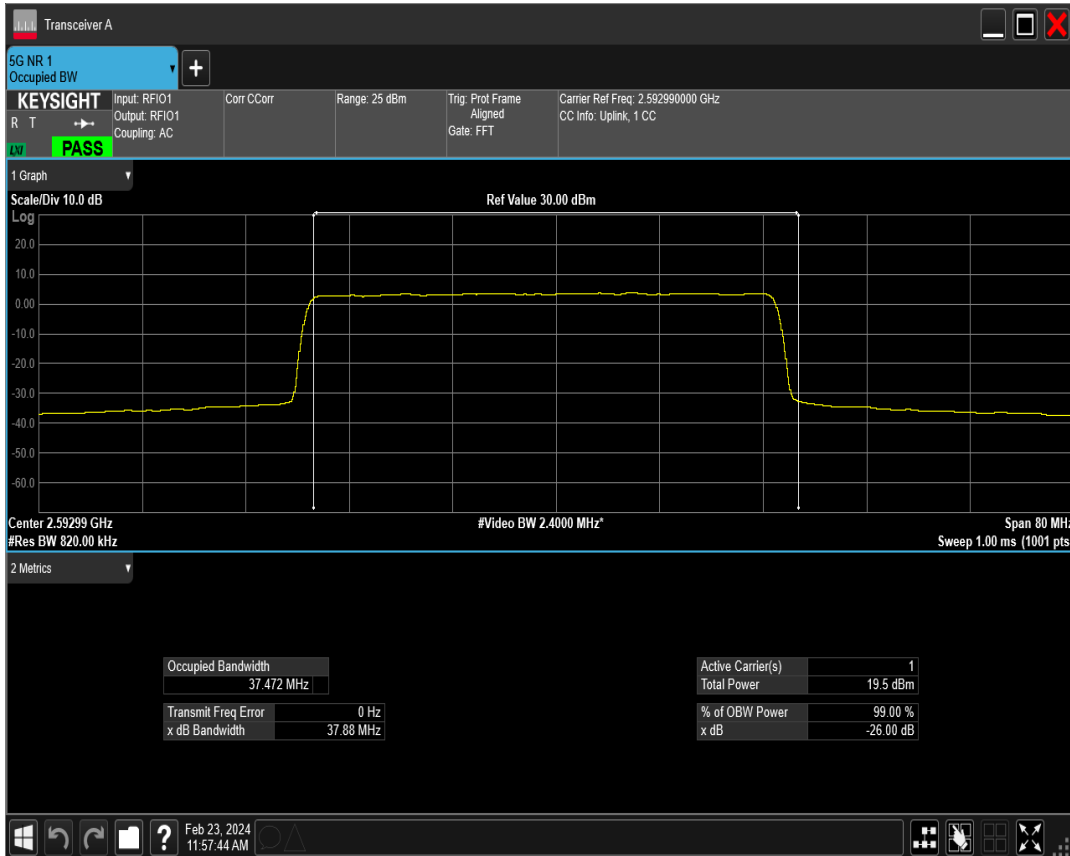 Transceiver A
5G NR 1
Occupied BW
+
KEYSIGHT
R T
LXI
PASS
Input: RFIO1
Output: RFIO1
Coupling: AC
Corr CCorr
Range: 25 dBm
Trig: Prot Frame
Aligned
Gate: FFT
Carrier Ref Freq: 2.592990000 GHz
CC Info: Uplink, 1 CC
1 Graph
Scale/Div 10.0 dB
Ref Value 30.00 dBm
Log
20.0
10.0
0.00
-10.0
-20.0
-30.0
-40.0
-50.0
-60.0
Center 2.59299 GHz
#Video BW 2.4000 MHz*
Span 80 MHz
#Res BW 820.00 kHz
Sweep 1.00 ms (1001 pts
2 Metrics
Occupied Bandwidth
37.472 MHz
Transmit Freq Error 0 Hz
x dB Bandwidth 37.88 MHz
Active Carrier(s) 1
Total Power 19.5 dBm
% of OBW Power 99.00 %
x dB -26.00 dB
?
Feb 23, 2024
11:57:44 AM